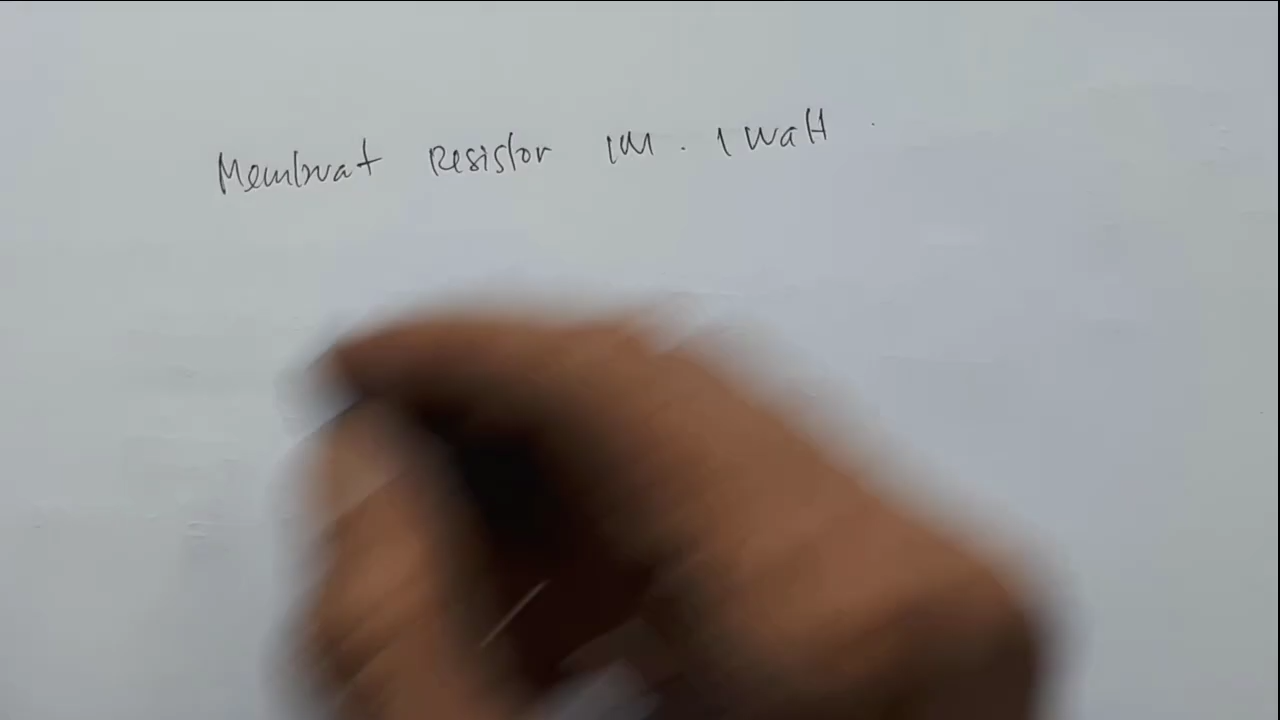 Membuat Resistor 1M . 1 Watt .